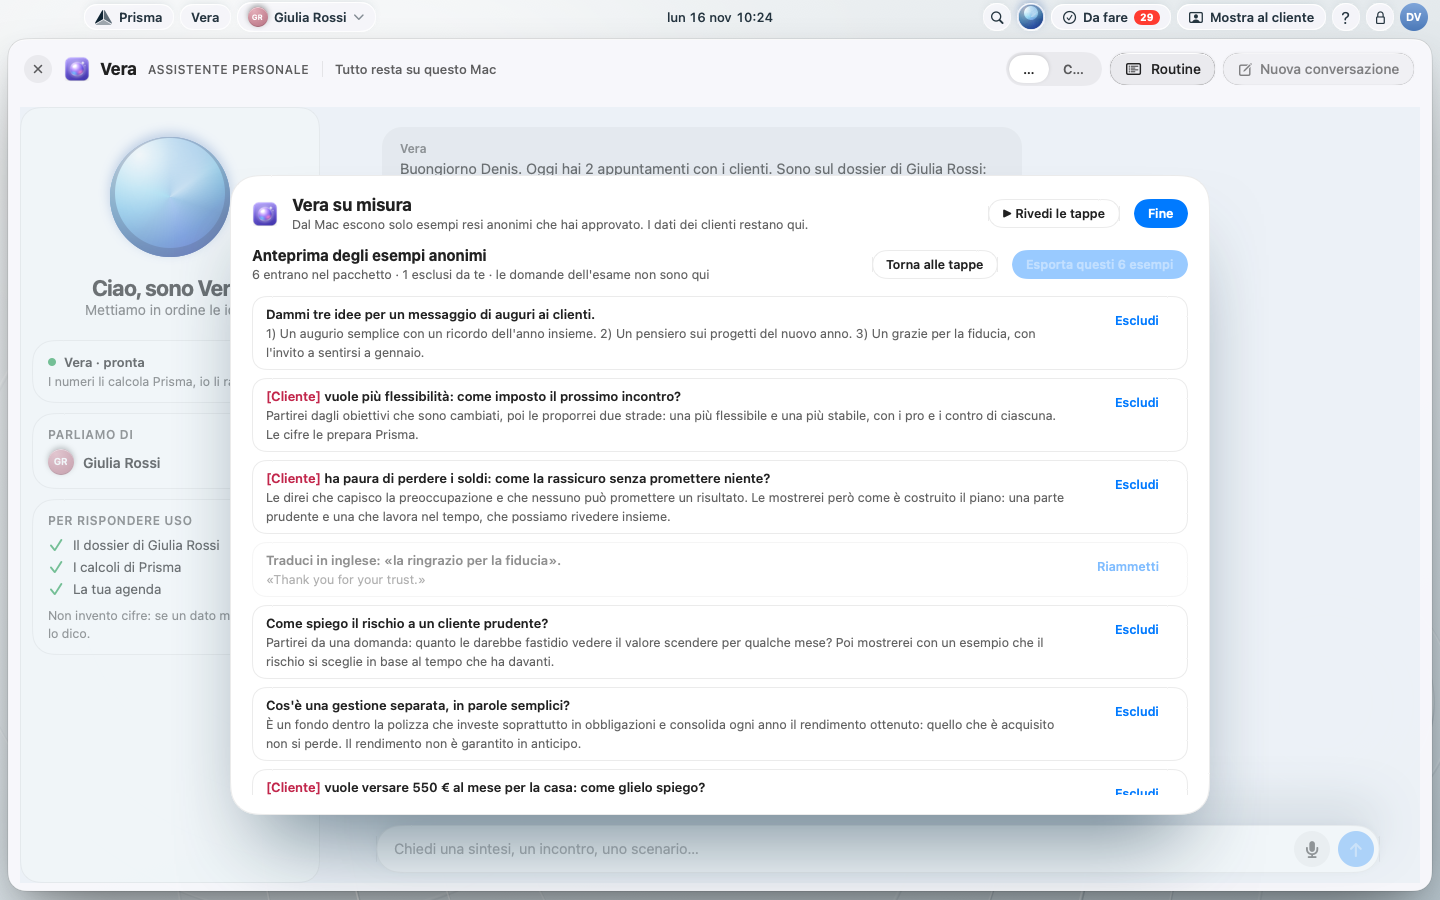 Prisma
Vera
GR Giulia Rossi
lun 16 nov 10:24
Da fare 29
Mostra al cliente
?
DV
Vera ASSISTENTE PERSONALE
Tutto resta su questo Mac
...
C...
Routine
Nuova conversazione
Vera
Buongiorno Denis. Oggi hai 2 appuntamenti con i clienti. Sono sul dossier di Giulia Rossi:
Ciao, sono Ver
Mettiamo in ordine le
Vera · pronta
I numeri li calcola Prisma, io li
PARLIAMO DI
GR Giulia Rossi
PER RISPONDERE USO
Il dossier di Giulia Rossi
I calcoli di Prisma
La tua agenda
Non invento cifre: se un dato
lo dico.
Vera su misura
Dal Mac escono solo esempi resi anonimi che hai approvato. I dati dei clienti restano qui.
Rivedi le tappe
Fine
Anteprima degli esempi anonimi
6 entrano nel pacchetto · 1 esclusi da te · le domande dell'esame non sono qui
Torna alle tappe
Esporta questi 6 esempi
Dammi tre idee per un messaggio di auguri ai clienti.
1) Un augurio semplice con un ricordo dell'anno insieme. 2) Un pensiero sui progetti del nuovo anno. 3) Un grazie per la fiducia, con
l'invito a sentirsi a gennaio.
Escludi
[Cliente] vuole più flessibilità: come imposto il prossimo incontro?
Partirei dagli obiettivi che sono cambiati, poi le proporrei due strade: una più flessibile e una più stabile, con i pro e i contro di ciascuna.
Le cifre le prepara Prisma.
Escludi
[Cliente] ha paura di perdere i soldi: come la rassicuro senza promettere niente?
Le direi che capisco la preoccupazione e che nessuno può promettere un risultato. Le mostrerei però come è costruito il piano: una parte
prudente e una che lavora nel tempo, che possiamo rivedere insieme.
Escludi
Traduci in inglese: «la ringrazio per la fiducia».
«Thank you for your trust.»
Riammetti
Come spiego il rischio a un cliente prudente?
Partirei da una domanda: quanto le darebbe fastidio vedere il valore scendere per qualche mese? Poi mostrerei con un esempio che il
rischio si sceglie in base al tempo che ha davanti.
Escludi
Cos'è una gestione separata, in parole semplici?
È un fondo dentro la polizza che investe soprattutto in obbligazioni e consolida ogni anno il rendimento ottenuto: quello che è acquisito
non si perde. Il rendimento non è garantito in anticipo.
Escludi
[Cliente] vuole versare 550 € al mese per la casa: come glielo spiego?
Escludi
Chiedi una sintesi, un incontro, uno scenario...